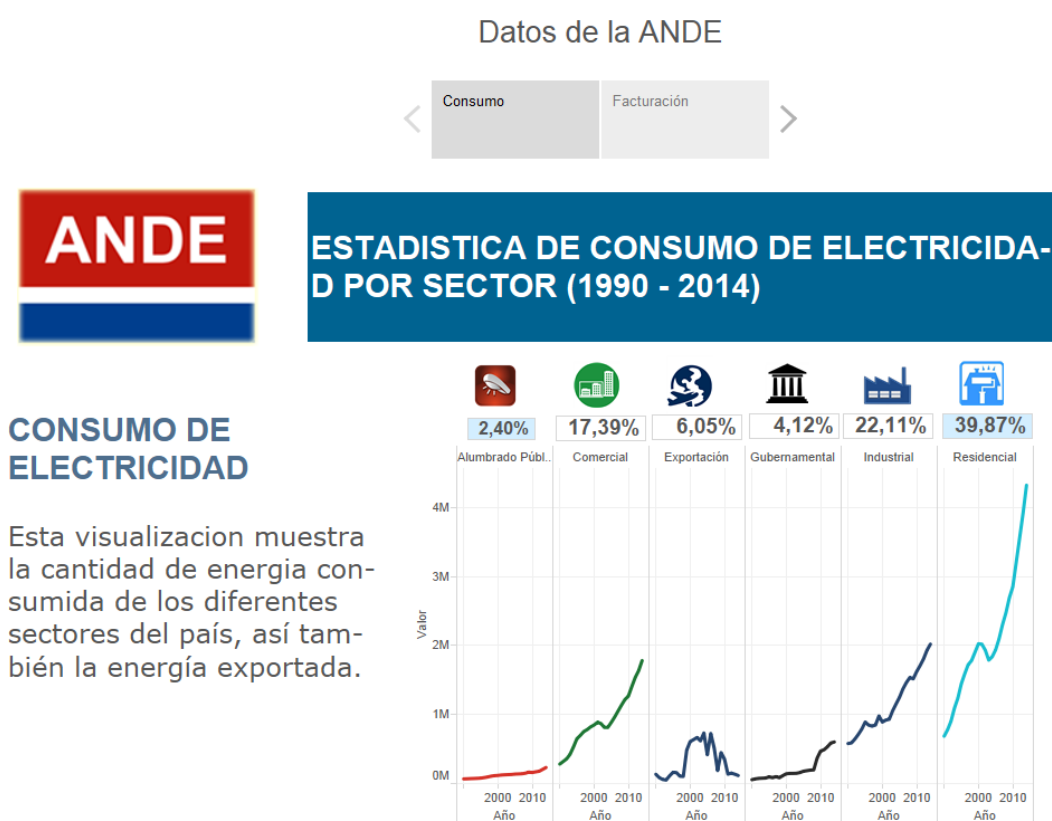 Datos de la ANDE
Consumo
Facturación
ANDE
ESTADISTICA DE CONSUMO DE ELECTRICIDA-
D POR SECTOR (1990 - 2014)
CONSUMO DE
ELECTRICIDAD
Esta visualizacion muestra
la cantidad de energia con-
sumida de los diferentes
sectores del país, así tam-
bién la energía exportada.
2,40% 17,39% 6,05% 4,12% 22,11% 39,87%
Alumbrado Públ.. Comercial Exportación Gubernamental Industrial Residencial
4M
3M
2M
1M
0M
Valor
2000 2010 2000 2010 2000 2010 2000 2010 2000 2010 2000 2010
Año Año Año Año Año Año